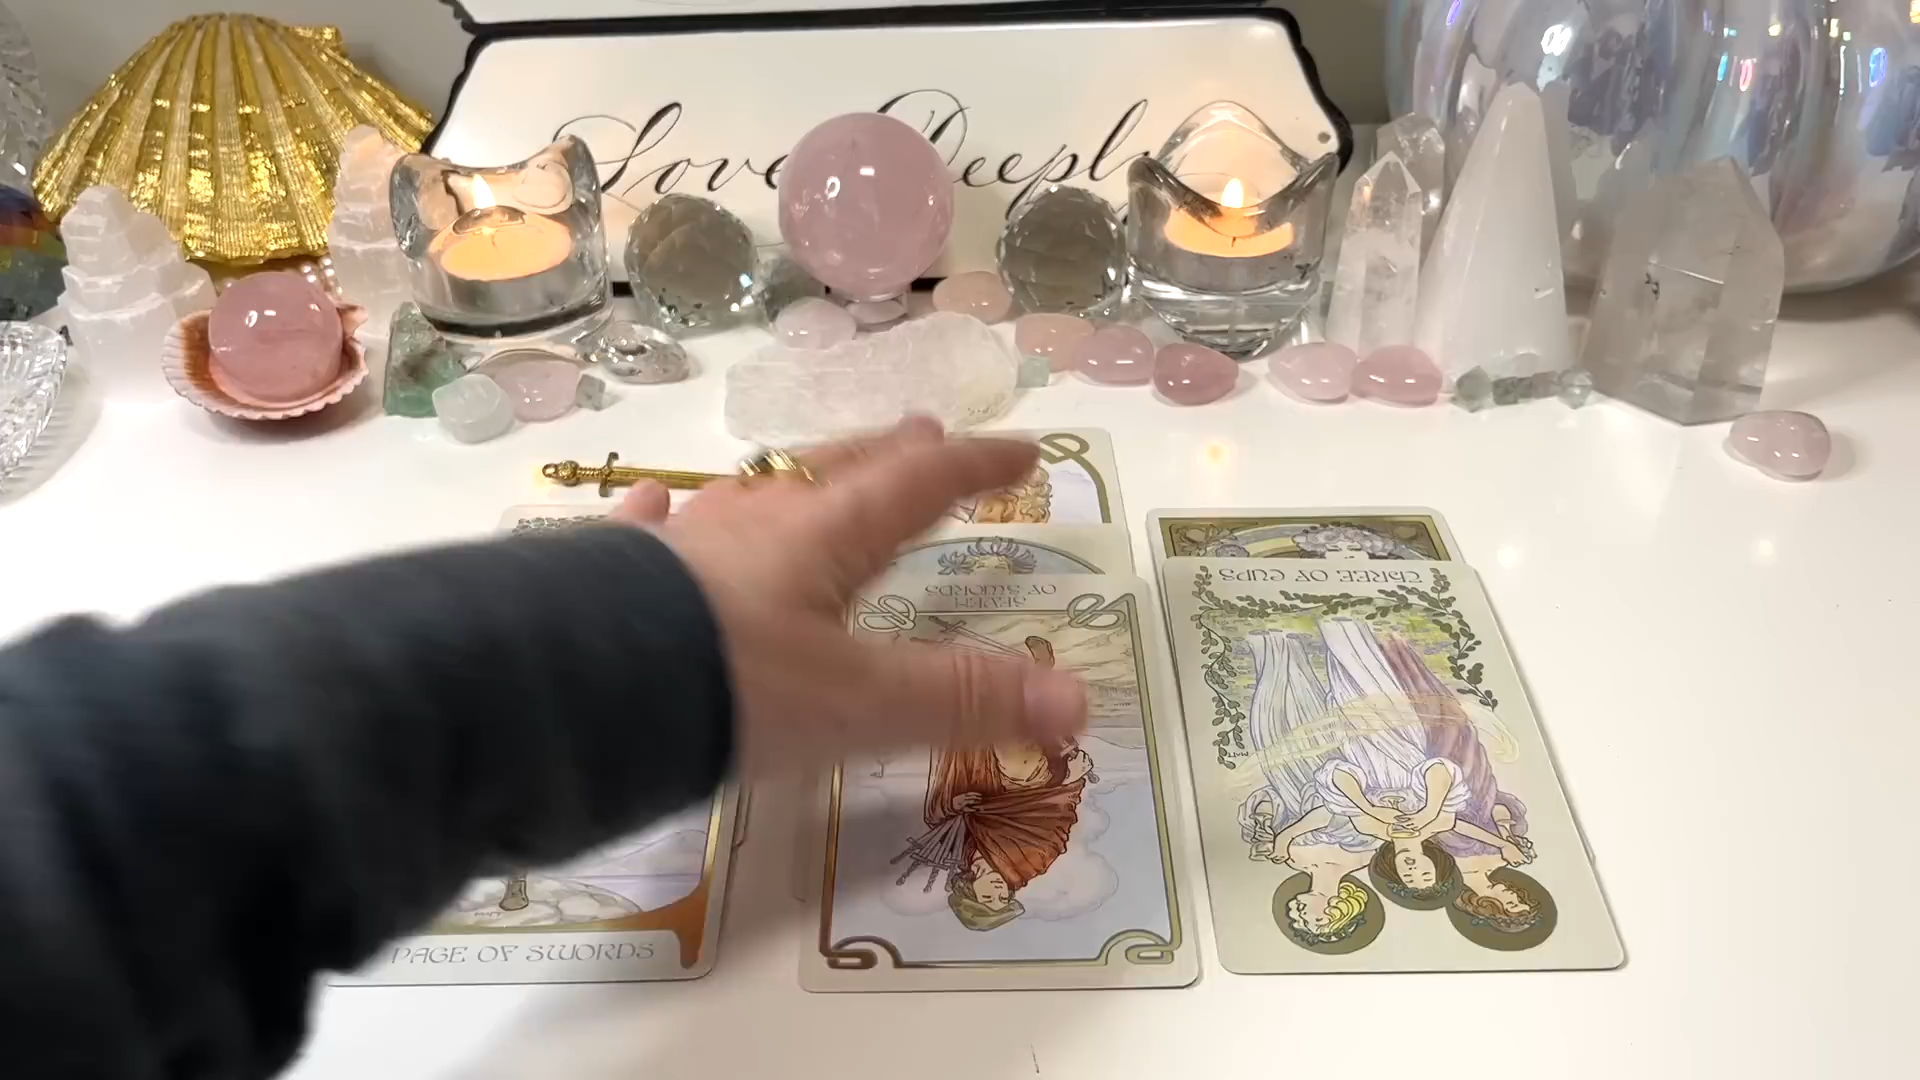 Love Deeply
SEVEN
OF SWORDS
THREE OF CUPS
PAGE OF SWORDS